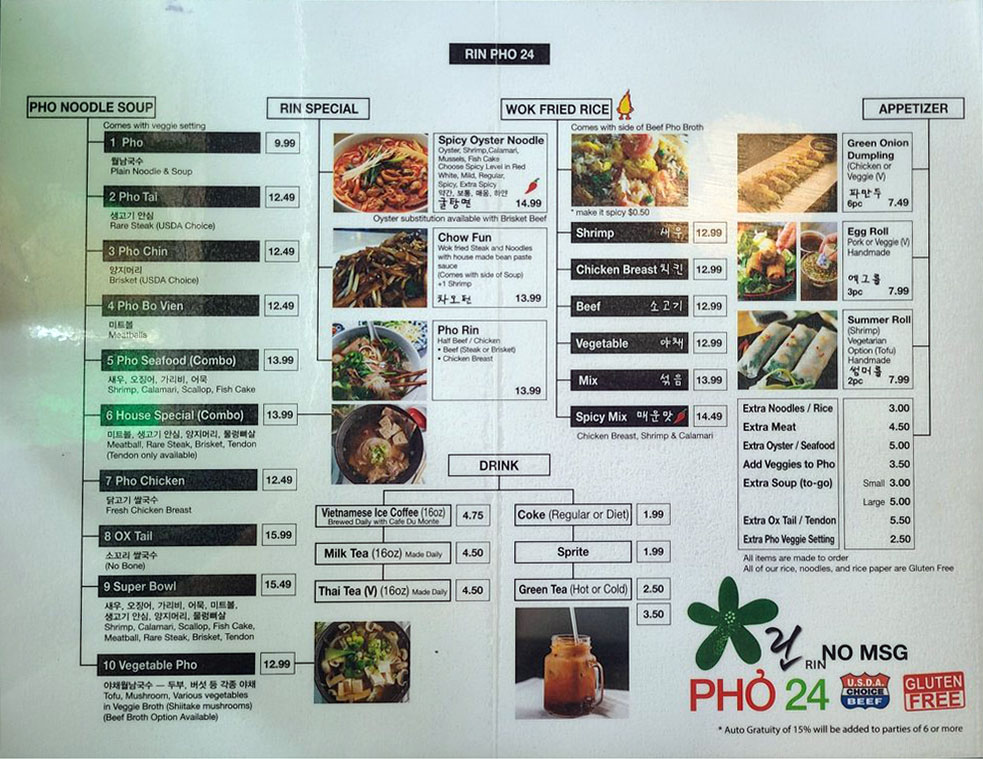 RIN PHO 24
PHO NOODLE SOUP
Comes with veggie setting
1 Pho 9.99
월남국수
Plain Noodle & Soup
2 Pho Tai 12.49
생고기 안심
Rare Steak (USDA Choice)
3 Pho Chin 12.49
양지머리
Brisket (USDA Choice)
4 Pho Bo Vien 12.49
미트볼
Meatballs
5 Pho Seafood (Combo) 13.99
새우, 오징어, 가리비, 어묵
Shrimp, Calamari, Scallop, Fish Cake
6 House Special (Combo) 13.99
미트볼, 생고기 안심, 양지머리, 물렁뼈살
Meatball, Rare Steak, Brisket, Tendon
(Tendon only available)
7 Pho Chicken 12.49
닭고기 쌀국수
Fresh Chicken Breast
8 OX Tail 15.99
소꼬리 쌀국수
(No Bone)
9 Super Bowl 15.49
새우, 오징어, 가리비, 어묵, 미트볼,
생고기 안심, 양지머리, 물렁뼈살
Shrimp, Calamari, Scallop, Fish Cake,
Meatball, Rare Steak, Brisket, Tendon
10 Vegetable Pho 12.99
야채월남국수 — 두부, 버섯 등 각종 야채
Tofu, Mushroom, Various vegetables
in Veggie Broth (Shiitake mushrooms)
(Beef Broth Option Available)
RIN SPECIAL
Spicy Oyster Noodle
Oyster, Shrimp,Calamari,
Mussels, Fish Cake
Choose Spicy Level in Red
White, Mild, Regular,
Spicy, Extra Spicy
약간, 보통, 매움, 하얀
굴탕면 14.99
Oyster substitution available with Brisket Beef
Chow Fun
Wok fried Steak and Noodles
with house made bean paste
sauce
(Comes with side of Soup)
+1 Shrimp
차오펀 13.99
Pho Rin
Half Beef / Chicken
• Beef (Steak or Brisket)
• Chicken Breast
13.99
WOK FRIED RICE
Comes with side of Beef Pho Broth
* make it spicy $0.50
Shrimp 새우 12.99
Chicken Breast 치킨 12.99
Beef 소고기 12.99
Vegetable 야채 12.99
Mix 섞음 13.99
Spicy Mix 매운맛 14.49
Chicken Breast, Shrimp & Calamari
APPETIZER
Green Onion
Dumpling
(Chicken or
Veggie (V)
파만두
6pc 7.49
Egg Roll
Pork or Veggie (V)
Handmade
에그롤
3pc 7.99
Summer Roll
(Shrimp)
Vegetarian
Option (Tofu)
Handmade
썸머롤
2pc 7.99
Extra Noodles / Rice 3.00
Extra Meat 4.50
Extra Oyster / Seafood 5.00
Add Veggies to Pho 3.50
Extra Soup (to-go) Small 3.00
Large 5.00
Extra Ox Tail / Tendon 5.50
Extra Pho Veggie Setting 2.50
All items are made to order
All of our rice, noodles, and rice paper are Gluten Free
DRINK
Vietnamese Ice Coffee (16oz) 4.75
Brewed Daily with Cafe Du Monte
Milk Tea (16oz) Made Daily 4.50
Thai Tea (V) (16oz) Made Daily 4.50
Coke (Regular or Diet) 1.99
Sprite 1.99
Green Tea (Hot or Cold) 2.50
3.50
린 RIN NO MSG
PHỞ 24
U.S.D.A.
CHOICE
BEEF
GLUTEN
FREE
* Auto Gratuity of 15% will be added to parties of 6 or more